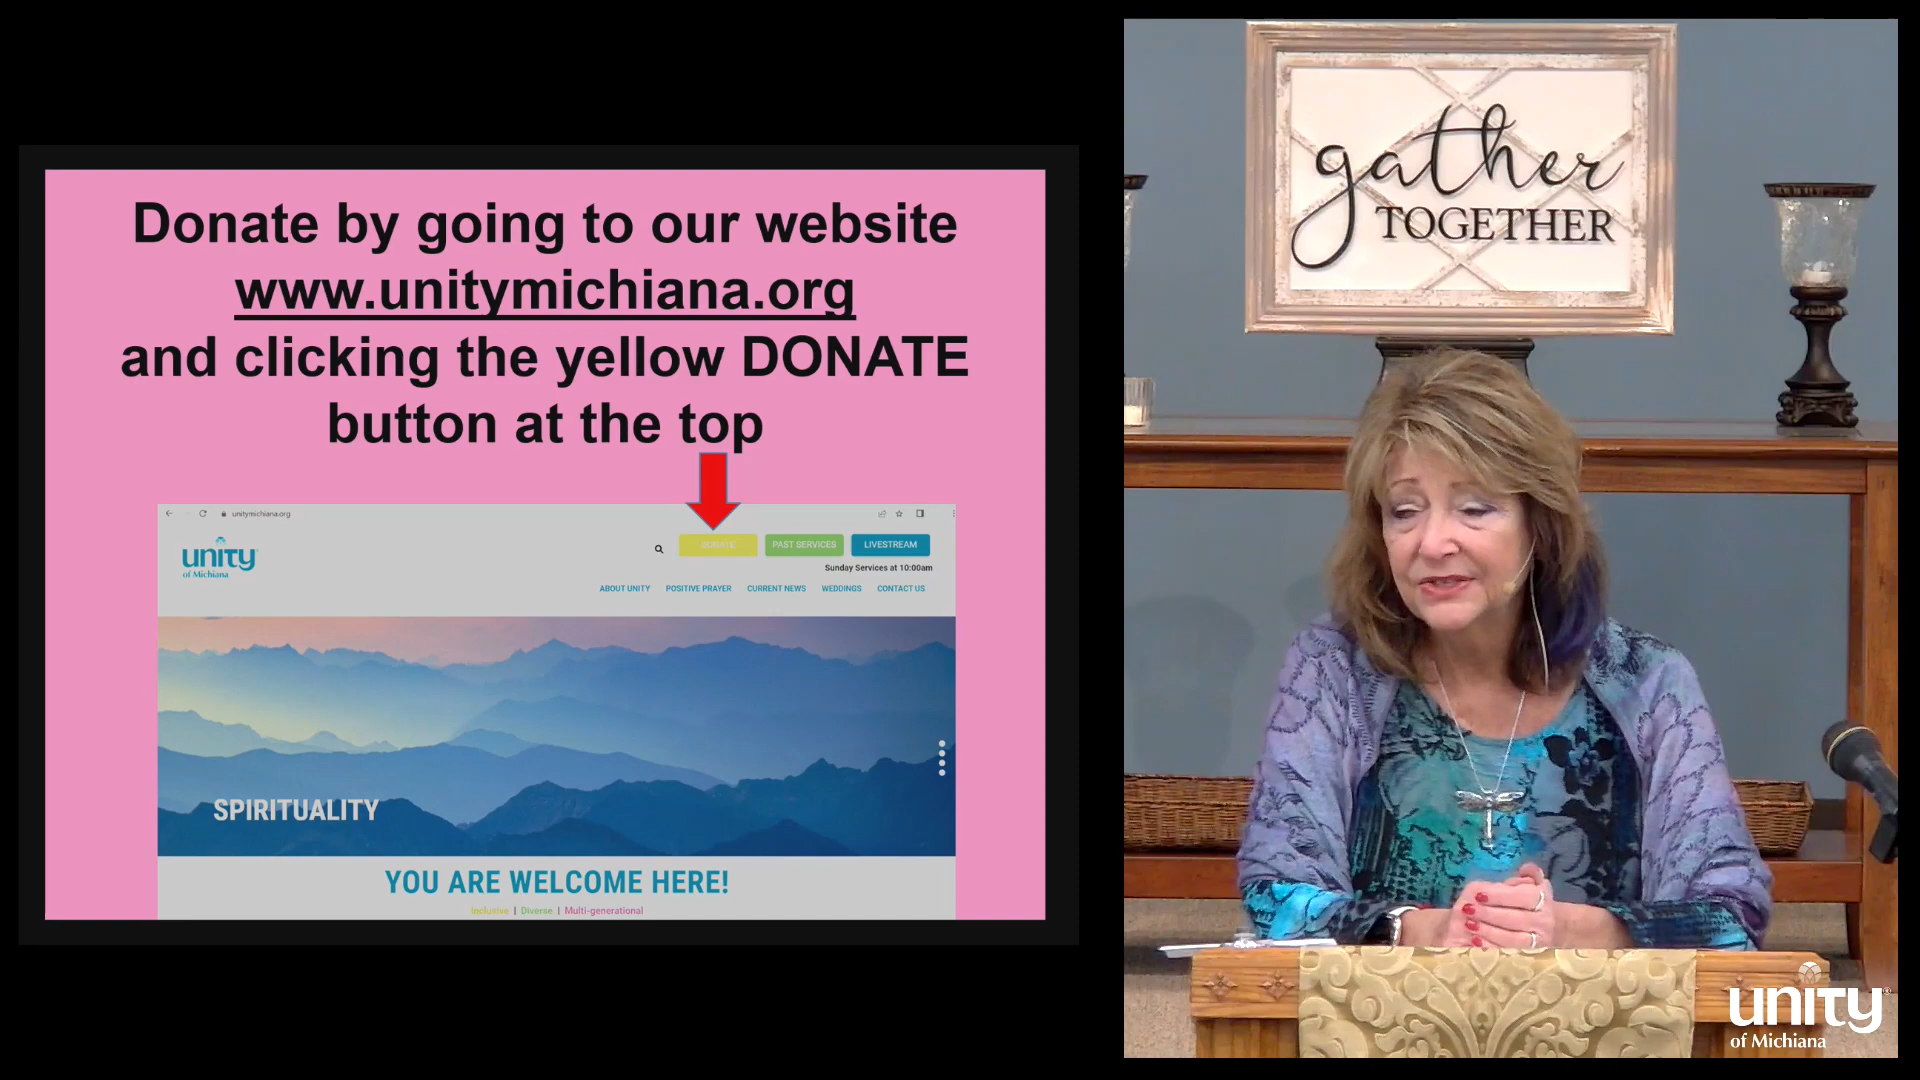 Donate by going to our website
www.unitymichiana.org
and clicking the yellow DONATE
button at the top
unitymichiana.org
unity
of Michiana
DONATE
PAST SERVICES
LIVESTREAM
Sunday Services at 10:00am
ABOUT UNITY
POSITIVE PRAYER
CURRENT NEWS
WEDDINGS
CONTACT US
SPIRITUALITY
YOU ARE WELCOME HERE!
Inclusive | Diverse | Multi-generational
gather
TOGETHER
unity
of Michiana